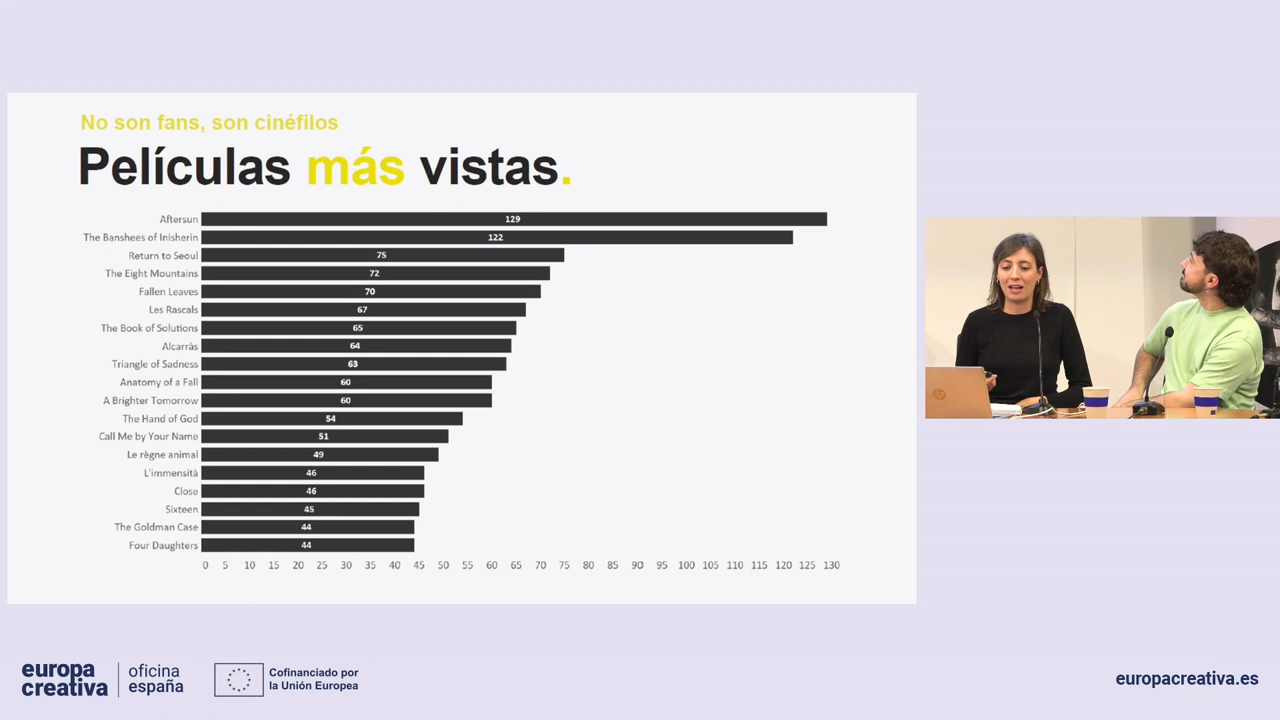 No son fans, son cinéfilos
Películas más vistas.
Aftersun 129
The Banshees of Inisherin 122
Return to Seoul 75
The Eight Mountains 72
Fallen Leaves 70
Les Rascals 67
The Book of Solutions 65
Alcarràs 64
Triangle of Sadness 63
Anatomy of a Fall 60
A Brighter Tomorrow 60
The Hand of God 54
Call Me by Your Name 51
Le règne animal 49
L'immensità 46
Close 46
Sixteen 45
The Goldman Case 44
Four Daughters 44
0 5 10 15 20 25 30 35 40 45 50 55 60 65 70 75 80 85 90 95 100 105 110 115 120 125 130
europa
creativa
oficina
españa
Cofinanciado por
la Unión Europea
europacreativa.es